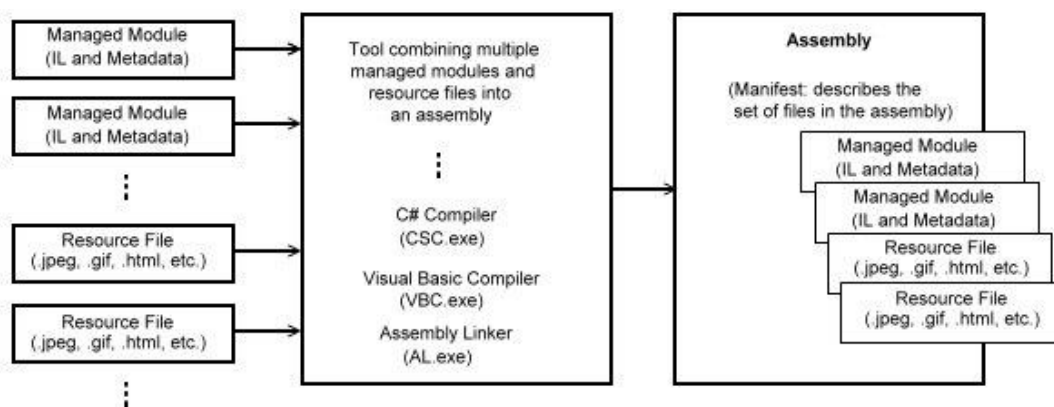 Managed Module
(IL and Metadata)
Managed Module
(IL and Metadata)
Resource File
(.jpeg, .gif, .html, etc.)
Resource File
(.jpeg, .gif, .html, etc.)
Tool combining multiple
managed modules and
resource files into
an assembly
C# Compiler
(CSC.exe)
Visual Basic Compiler
(VBC.exe)
Assembly Linker
(AL.exe)
Assembly
(Manifest: describes the
set of files in the assembly)
Managed Module
(IL and Metadata)
Managed Module
(IL and Metadata)
Resource File
(.jpeg, .gif, .html, etc.)
Resource File
(.jpeg, .gif, .html, etc.)